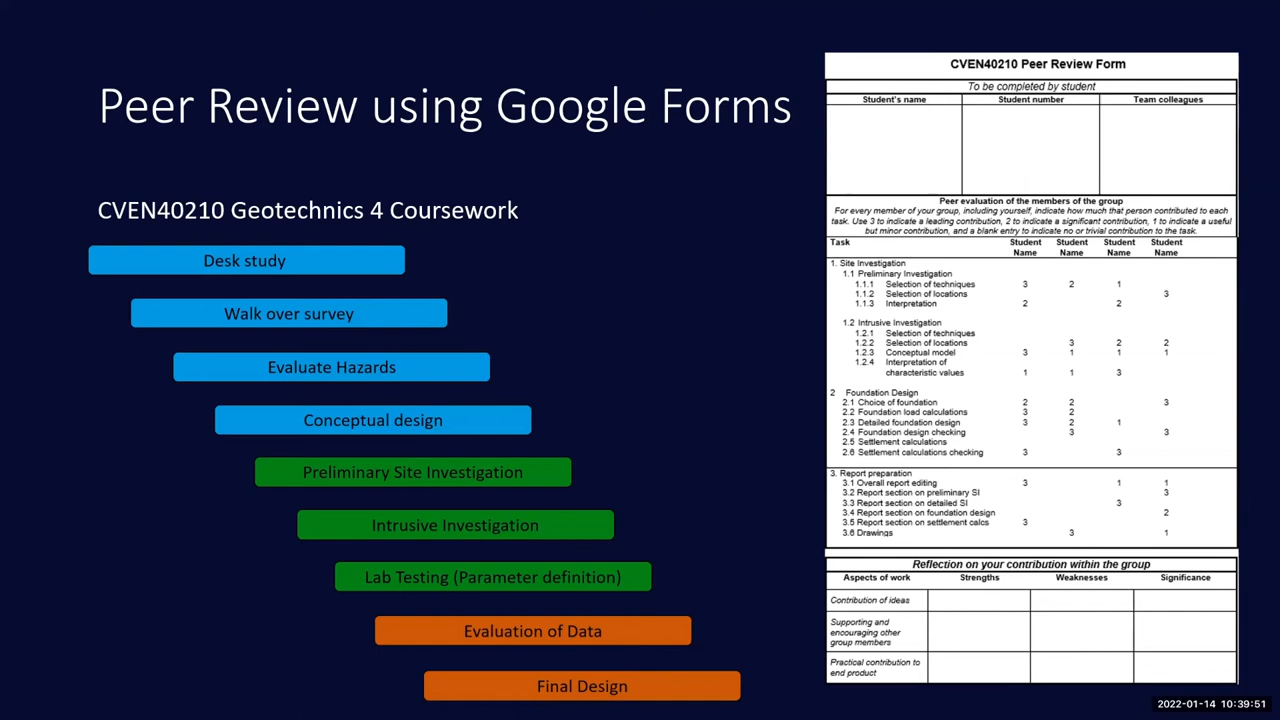 Peer Review using Google Forms
CVEN40210 Geotechnics 4 Coursework
Desk study
Walk over survey
Evaluate Hazards
Conceptual design
Preliminary Site Investigation
Intrusive Investigation
Lab Testing (Parameter definition)
Evaluation of Data
Final Design
CVEN40210 Peer Review Form
To be completed by student
Student's name Student number Team colleagues
Peer evaluation of the members of the group
For every member of your group, including yourself, indicate how much that person contributed to each
task. Use 3 to indicate a leading contribution, 2 to indicate a significant contribution, 1 to indicate a useful
but minor contribution, and a blank entry to indicate no or trivial contribution to the task.
Task Student Student Student Student
Name Name Name Name
1. Site Investigation
1.1 Preliminary Investigation
1.1.1 Selection of techniques 3 2 1
1.1.2 Selection of locations 3
1.1.3 Interpretation 2 2
1.2 Intrusive Investigation
1.2.1 Selection of techniques
1.2.2 Selection of locations 3 2 2
1.2.3 Conceptual model 3 1 1 1
1.2.4 Interpretation of
characteristic values 1 1 3
2 Foundation Design
2.1 Choice of foundation 2 2 3
2.2 Foundation load calculations 3 2
2.3 Detailed foundation design 3 2 1
2.4 Foundation design checking 3 3
2.5 Settlement calculations
2.6 Settlement calculations checking 3 3
3. Report preparation
3.1 Overall report editing 3 1 1
3.2 Report section on preliminary SI 3
3.3 Report section on detailed SI 3
3.4 Report section on foundation design 2
3.5 Report section on settlement calcs 3
3.6 Drawings 3 1
Reflection on your contribution within the group
Aspects of work Strengths Weaknesses Significance
Contribution of ideas
Supporting and
encouraging other
group members
Practical contribution to
end product
2022-01-14 10:39:51